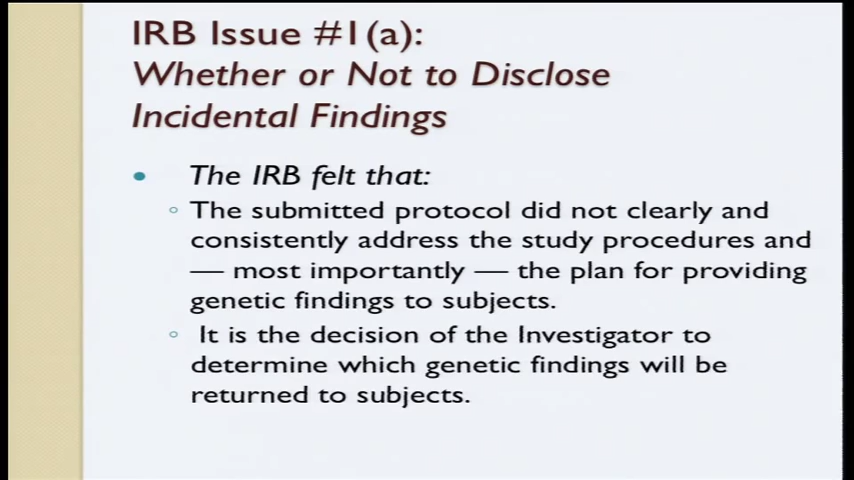 IRB Issue #1(a):
Whether or Not to Disclose
Incidental Findings
• The IRB felt that:
◦ The submitted protocol did not clearly and
consistently address the study procedures and
— most importantly — the plan for providing
genetic findings to subjects.
◦ It is the decision of the Investigator to
determine which genetic findings will be
returned to subjects.